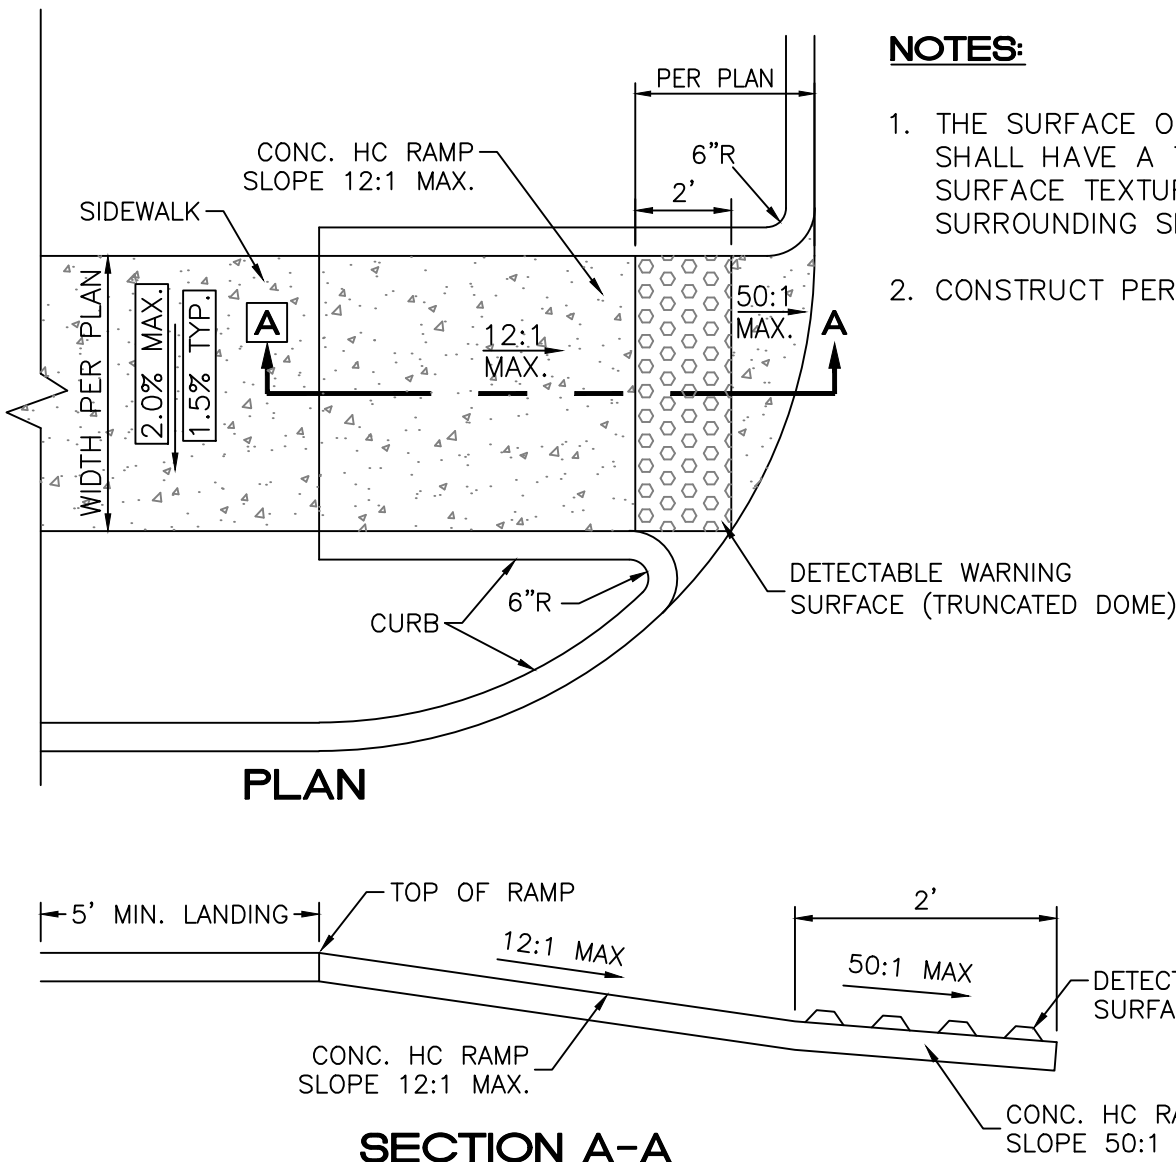 NOTES:
1. THE SURFACE O
SHALL HAVE A
SURFACE TEXTU
SURROUNDING S
2. CONSTRUCT PER
PER PLAN
CONC. HC RAMP
SLOPE 12:1 MAX.
6"R
2'
SIDEWALK
WIDTH PER PLAN
2.0% MAX.
1.5% TYP.
A
12:1
MAX.
50:1
MAX.
A
DETECTABLE WARNING
SURFACE (TRUNCATED DOME)
6"R
CURB
PLAN
5' MIN. LANDING
TOP OF RAMP
12:1 MAX
2'
50:1 MAX
DETEC
SURFA
CONC. HC RAMP
SLOPE 12:1 MAX.
CONC. HC RA
SLOPE 50:1
SECTION A-A